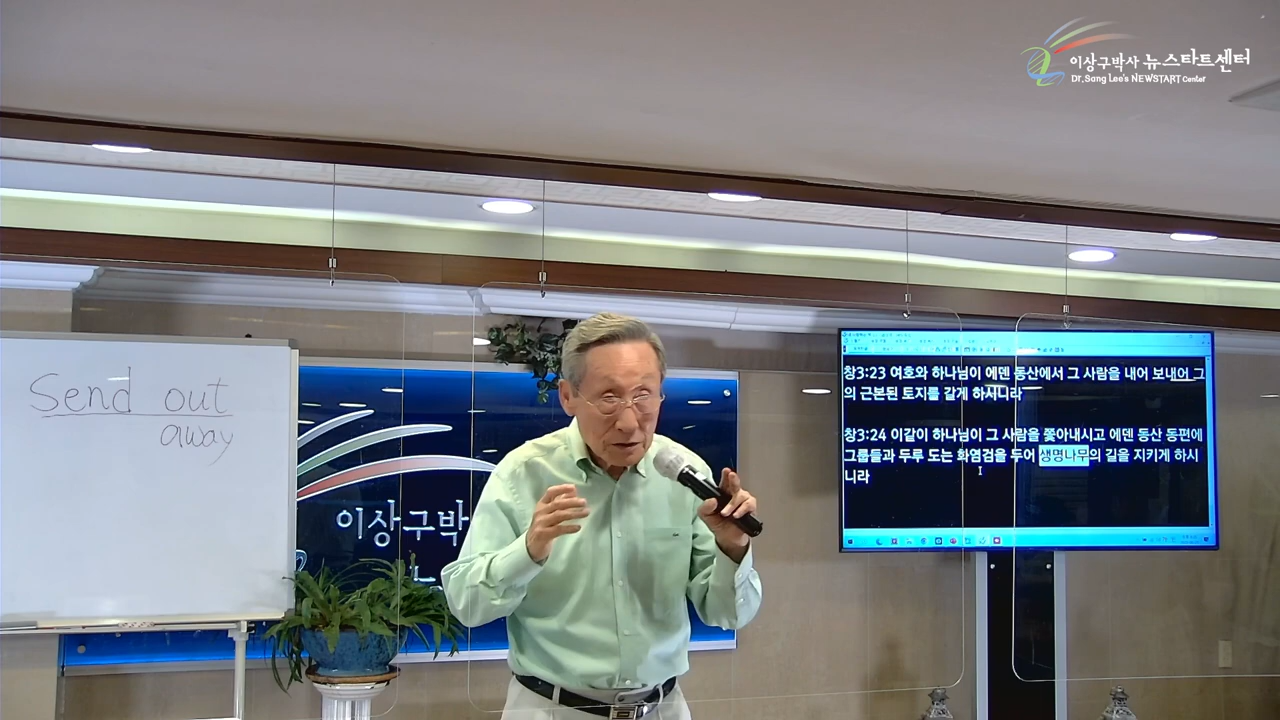 이상구박사 뉴스타트센터
Dr. Sang Lee's NEWSTART Center
Send out
away
이상구박
창3:23 여호와 하나님이 에덴 동산에서 그 사람을 내어 보내어 그
의 근본된 토지를 갈게 하시니라
창3:24 이같이 하나님이 그 사람을 쫓아내시고 에덴 동산 동편에
그룹들과 두루 도는 화염검을 두어 생명나무의 길을 지키게 하시
니라